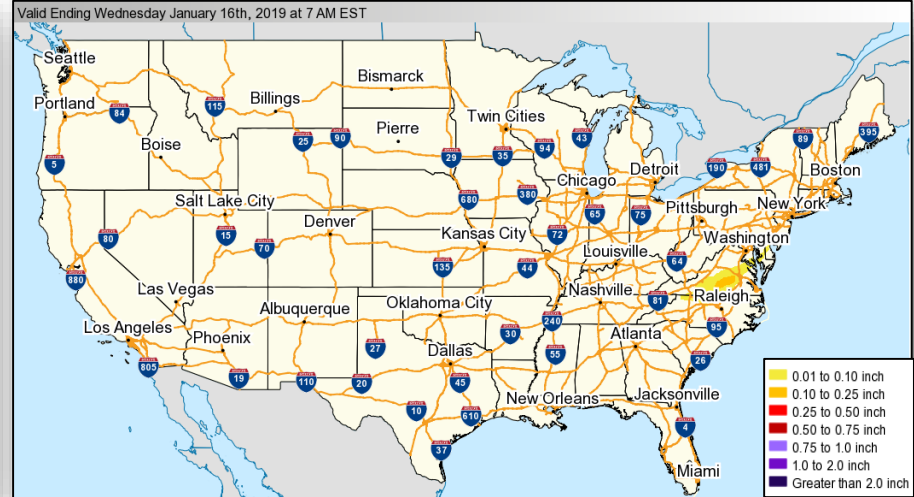 Valid Ending Wednesday January 16th, 2019 at 7 AM EST
Seattle
Bismarck
Portland
84
115
Billings
Twin Cities
395
5
Boise
25
90
Pierre
29
35
94
43
89
190
481
Boston
Chicago
Detroit
Salt Lake City
680
380
65
75
Pittsburgh
New York
80
15
70
Denver
Kansas City
72
Washington
880
135
44
Louisville
64
Las Vegas
Albuquerque
Oklahoma City
Nashville
81
Raleigh
Los Angeles
Phoenix
27
30
240
55
Atlanta
95
805
19
110
20
Dallas
45
26
10
610
New Orleans
Jacksonville
37
4
Miami
0.01 to 0.10 inch
0.10 to 0.25 inch
0.25 to 0.50 inch
0.50 to 0.75 inch
0.75 to 1.0 inch
1.0 to 2.0 inch
Greater than 2.0 inch